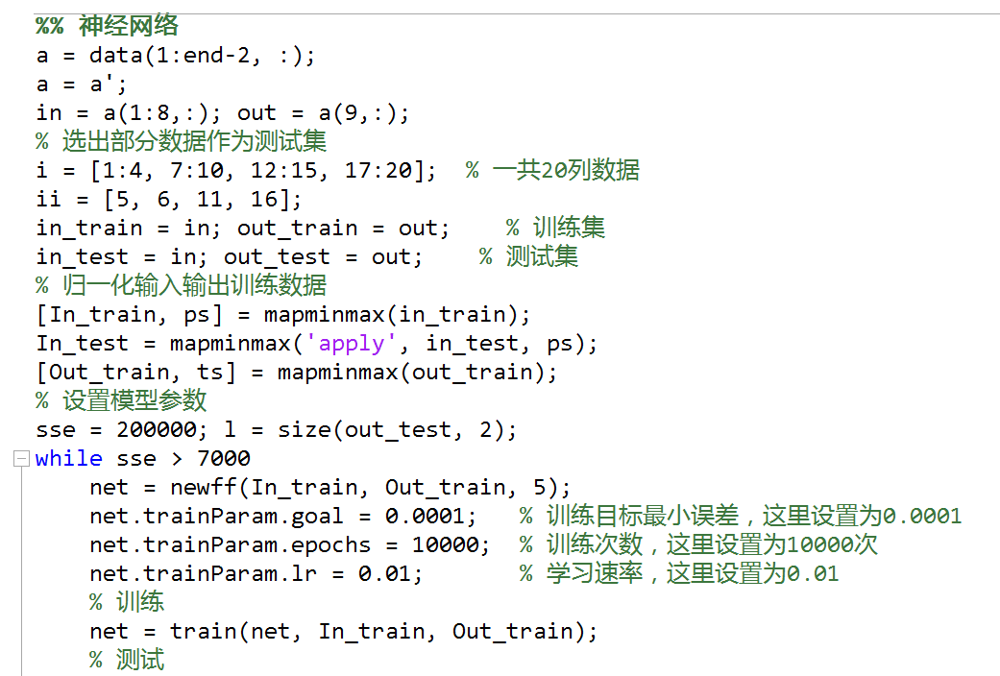 %% 神经网络
a = data(1:end-2, :);
a = a';
in = a(1:8,:); out = a(9,:);
% 选出部分数据作为测试集
i = [1:4, 7:10, 12:15, 17:20];  % 一共20列数据
ii = [5, 6, 11, 16];
in_train = in; out_train = out;    % 训练集
in_test = in; out_test = out;    % 测试集
% 归一化输入输出训练数据
[In_train, ps] = mapminmax(in_train);
In_test = mapminmax('apply', in_test, ps);
[Out_train, ts] = mapminmax(out_train);
% 设置模型参数
sse = 200000; l = size(out_test, 2);
while sse > 7000
    net = newff(In_train, Out_train, 5);
    net.trainParam.goal = 0.0001;   % 训练目标最小误差，这里设置为0.0001
    net.trainParam.epochs = 10000;  % 训练次数，这里设置为10000次
    net.trainParam.lr = 0.01;       % 学习速率，这里设置为0.01
    % 训练
    net = train(net, In_train, Out_train);
    % 测试